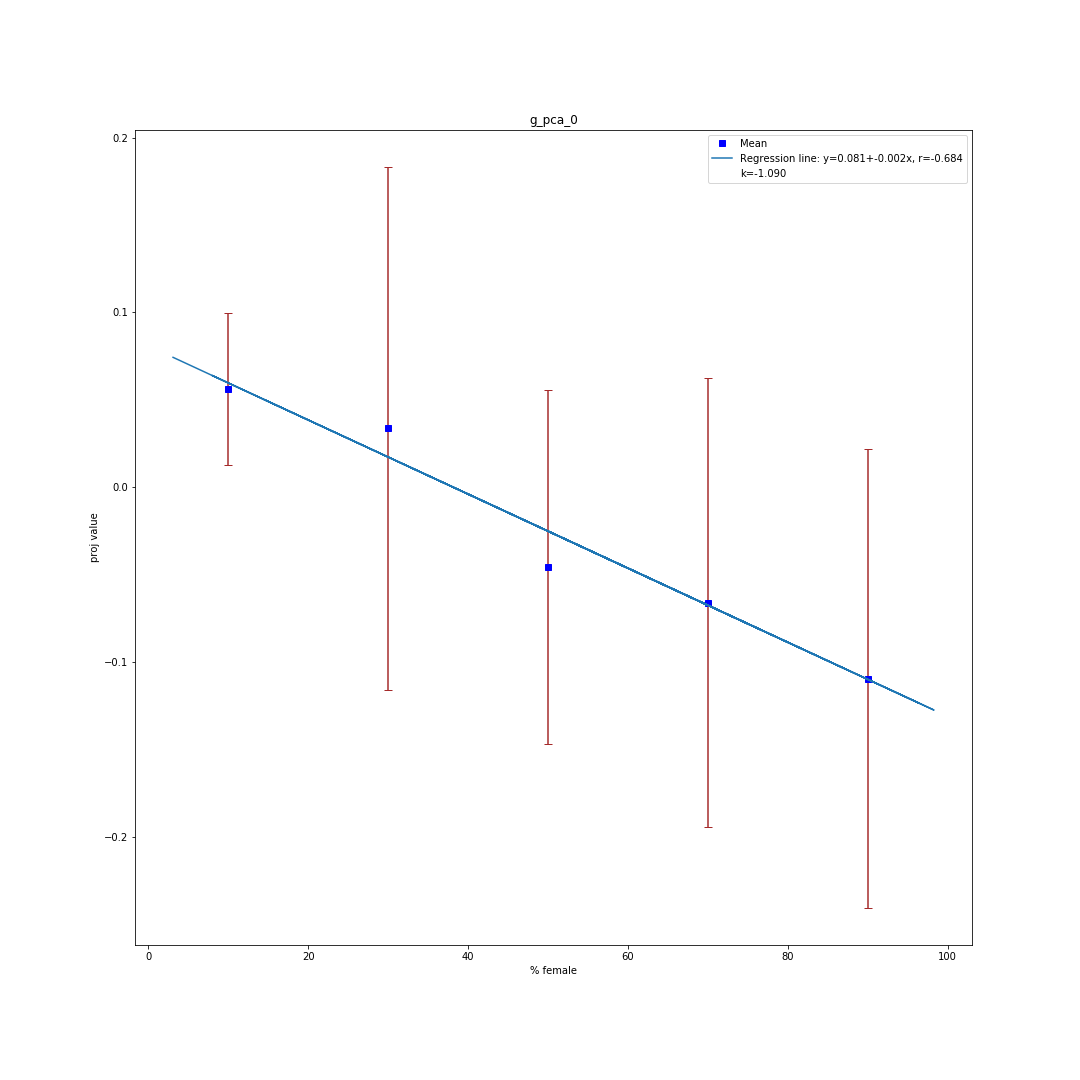 g_pca_0
Mean
Regression line: y=0.081+-0.002x, r=-0.684
k=-1.090
0.2
0.1
0.0
−0.1
−0.2
proj value
0 20 40 60 80 100
% female